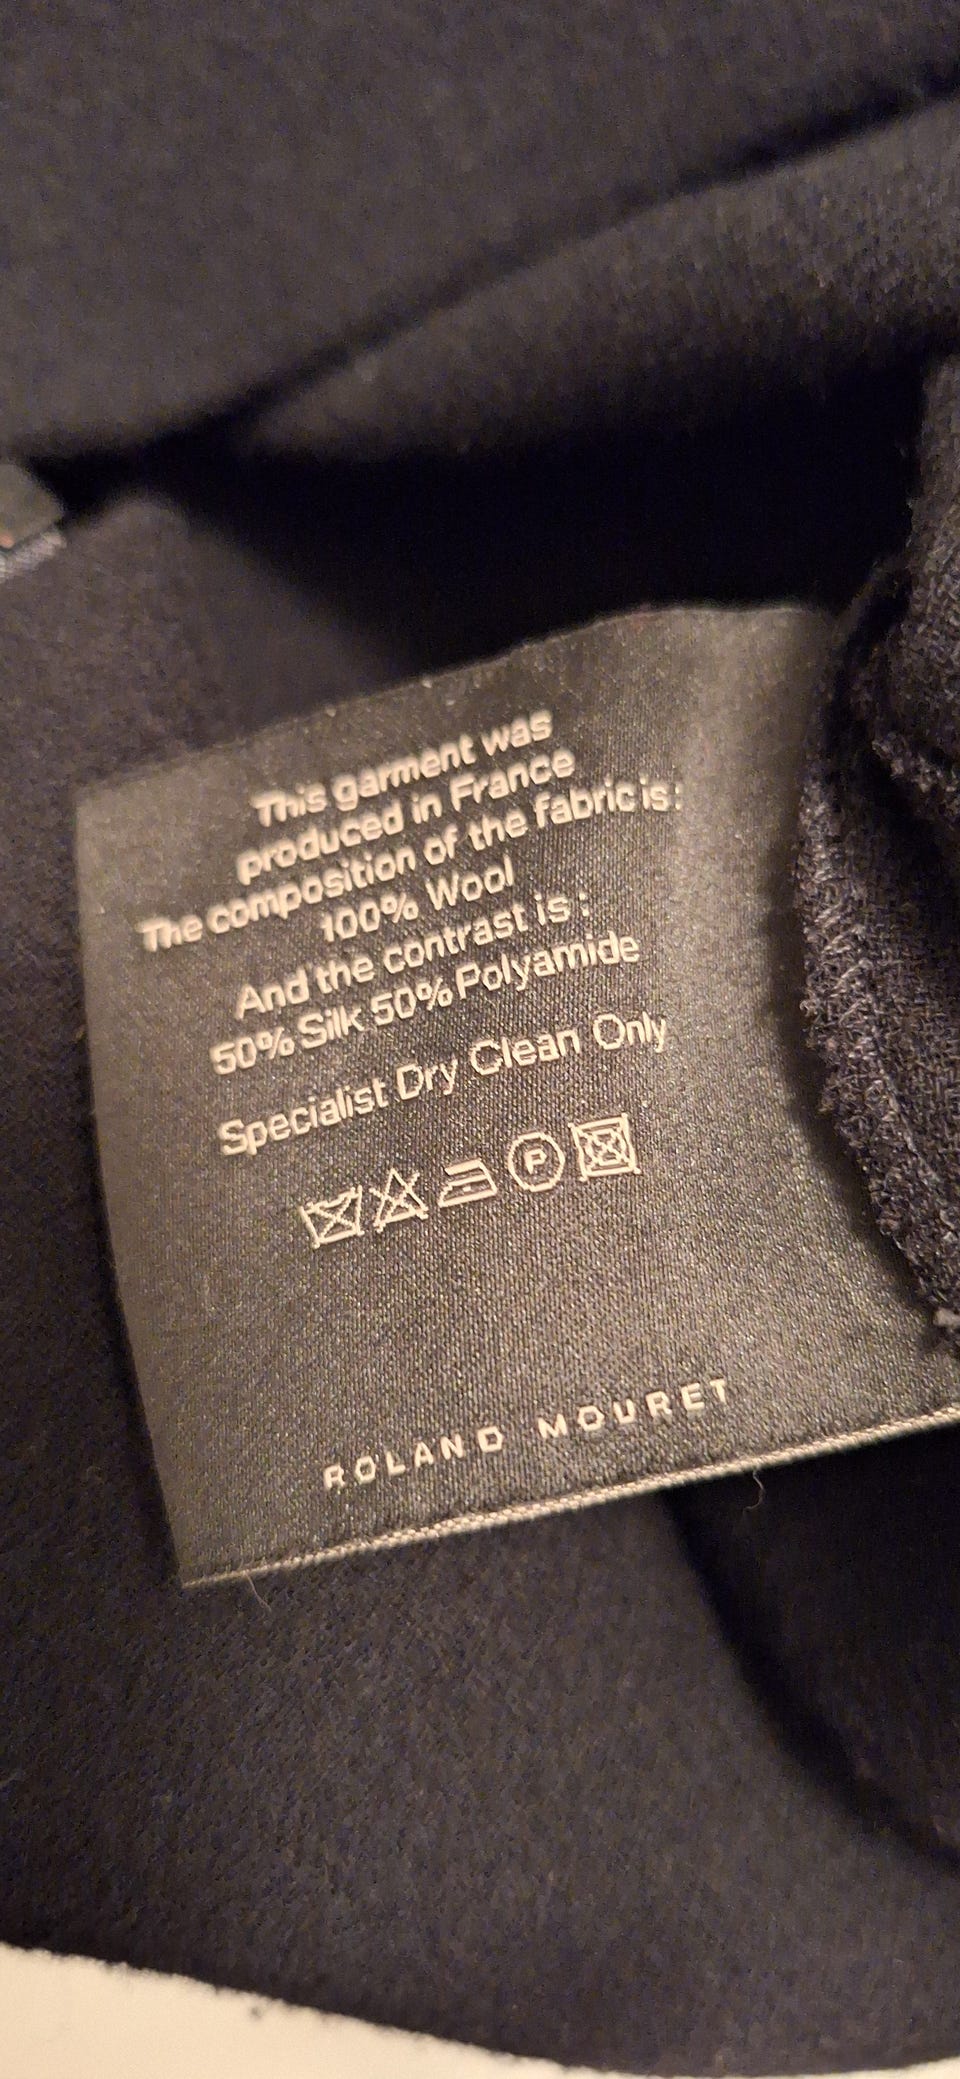 This garment was
produced in France
The composition of the fabric is:
100% Wool
And the contrast is :
50% Silk 50% Polyamide
Specialist Dry Clean Only
P
ROLAND MOURET